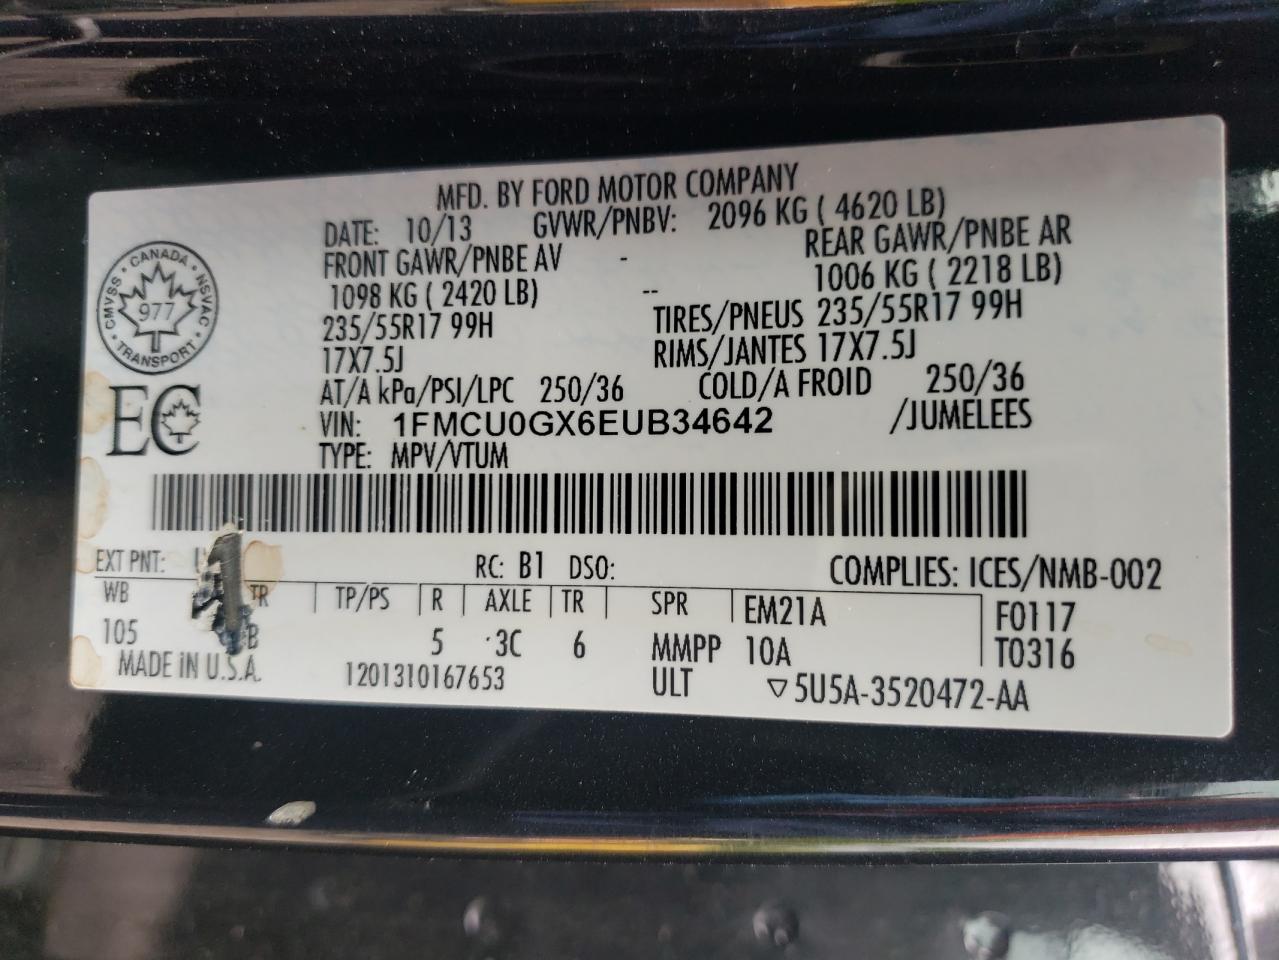 MFD. BY FORD MOTOR COMPANY
DATE: 10/13 GVWR/PNBV: 2096 KG ( 4620 LB)
FRONT GAWR/PNBE AV - REAR GAWR/PNBE AR
1098 KG ( 2420 LB) -- 1006 KG ( 2218 LB)
235/55R17 99H TIRES/PNEUS 235/55R17 99H
17X7.5J RIMS/JANTES 17X7.5J
AT/A kPa/PSI/LPC 250/36 COLD/A FROID 250/36
VIN: 1FMCU0GX6EUB34642 /JUMELEES
TYPE: MPV/VTUM
CANADA
CMVSS NSVAC
977
TRANSPORT
EC
EXT PNT: RC: B1 DSO: COMPLIES: ICES/NMB-002
WB TR TP/PS R AXLE TR SPR EM21A F0117
105 B 5 3C 6 MMPP 10A T0316
MADE iN U.S.A. 1201310167653 ULT ▽5U5A-3520472-AA